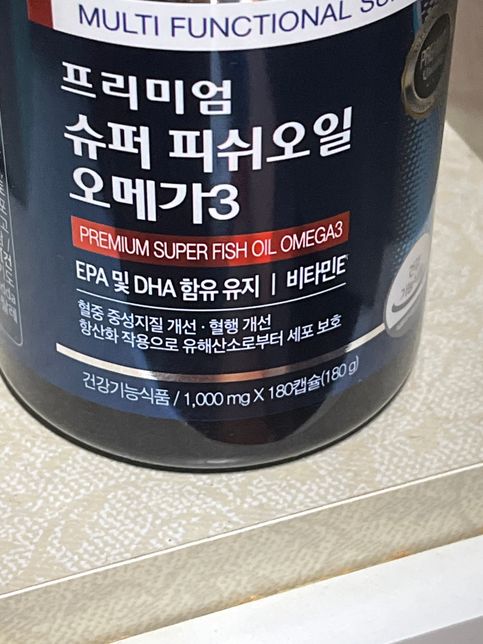 MULTI FUNCTIONAL
프리미엄
슈퍼 피쉬오일
오메가3
PREMIUM SUPER FISH OIL OMEGA3
EPA 및 DHA 함유 유지 | 비타민E
혈중 중성지질 개선 · 혈행 개선
항산화 작용으로 유해산소로부터 세포 보호
건강기능식품 / 1,000 mg X 180캡슐(180 g)